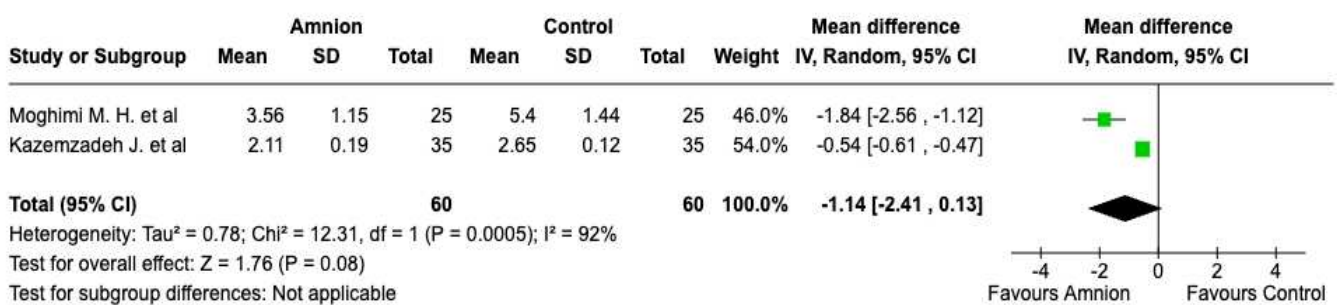 Amnion Control Mean difference Mean difference
Study or Subgroup Mean SD Total Mean SD Total Weight IV, Random, 95% CI IV, Random, 95% CI
Moghimi M. H. et al 3.56 1.15 25 5.4 1.44 25 46.0% -1.84 [-2.56 , -1.12]
Kazemzadeh J. et al 2.11 0.19 35 2.65 0.12 35 54.0% -0.54 [-0.61 , -0.47]
Total (95% CI) 60 60 100.0% -1.14 [-2.41 , 0.13]
Heterogeneity: Tau² = 0.78; Chi² = 12.31, df = 1 (P = 0.0005); I² = 92%
Test for overall effect: Z = 1.76 (P = 0.08)
-4 -2 0 2 4
Test for subgroup differences: Not applicable
Favours Amnion Favours Control